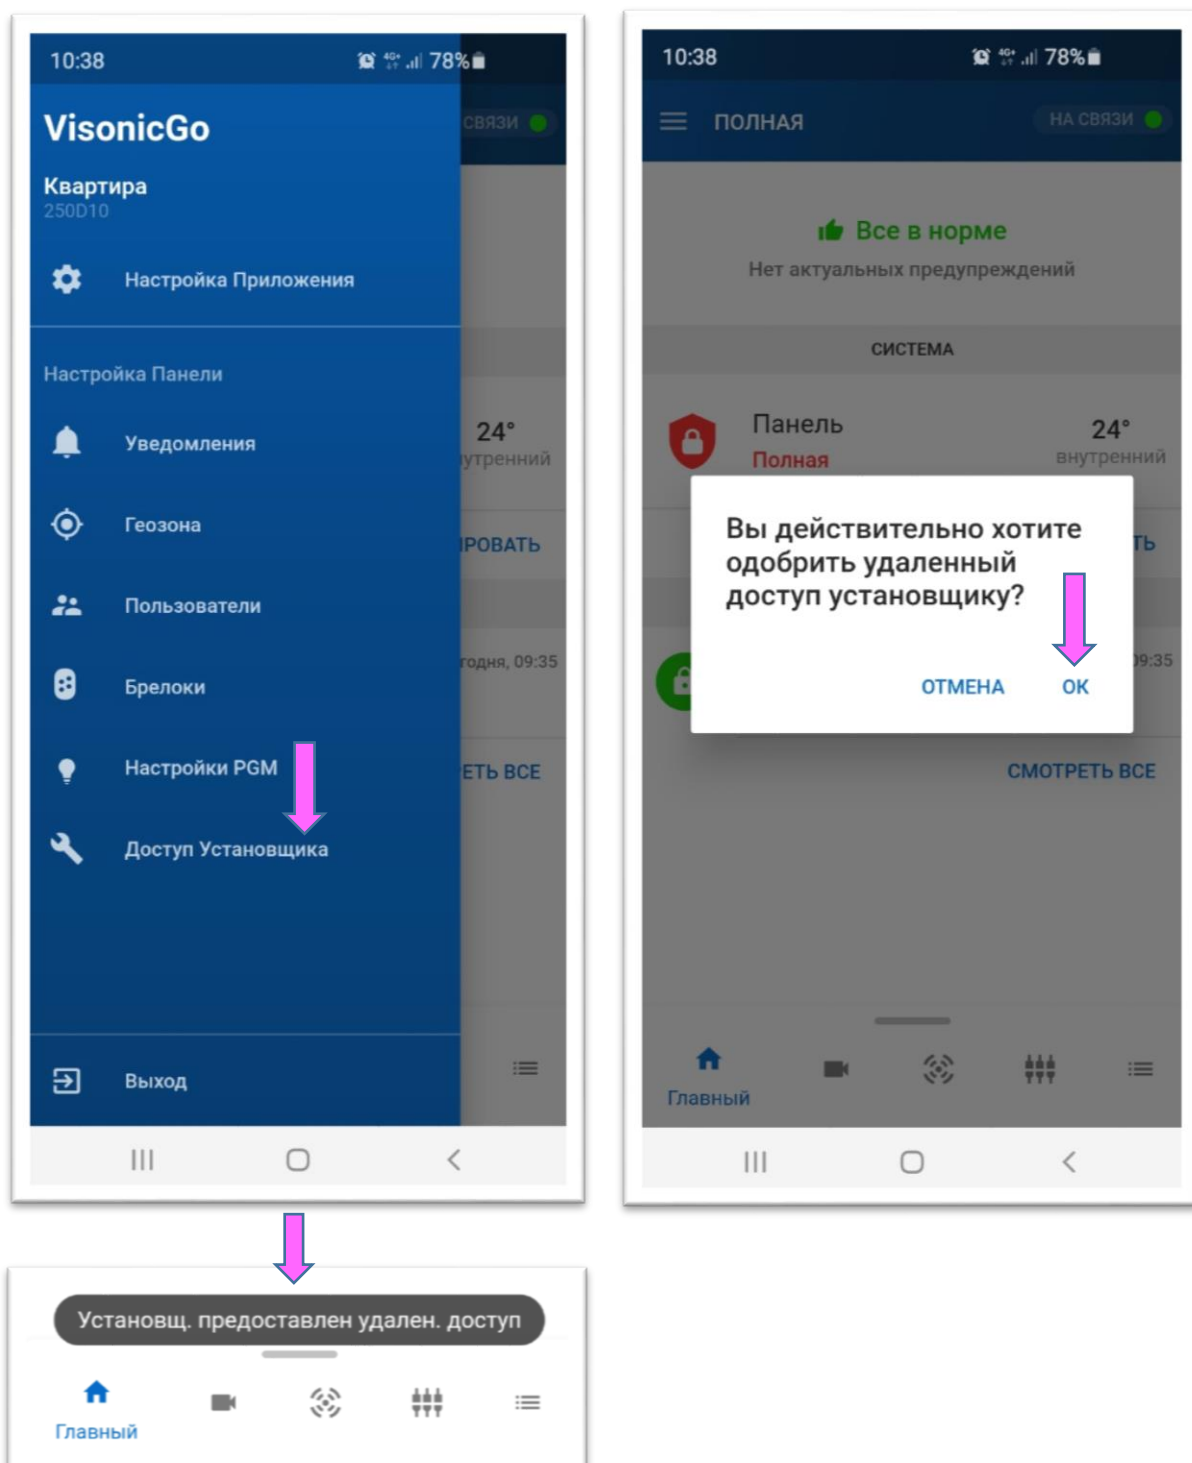 10:38 4G+ 78%
VisonicGo
СВЯЗИ
Квартира
250D10
Настройка Приложения
Настройка Панели
Уведомления
24°
утренний
Геозона
РОВАТЬ
Пользователи
годня, 09:35
Брелоки
Настройки PGM
ЕТЬ ВСЕ
Доступ Установщика
Выход
10:38 4G+ 78%
ПОЛНАЯ
НА СВЯЗИ
Все в норме
Нет актуальных предупреждений
СИСТЕМА
Панель
24°
Полная
внутренний
Вы действительно хотите
одобрить удаленный
доступ установщику?
ТЬ
09:35
ОТМЕНА
ОК
СМОТРЕТЬ ВСЕ
Главный
Установщ. предоставлен удален. доступ
Главный